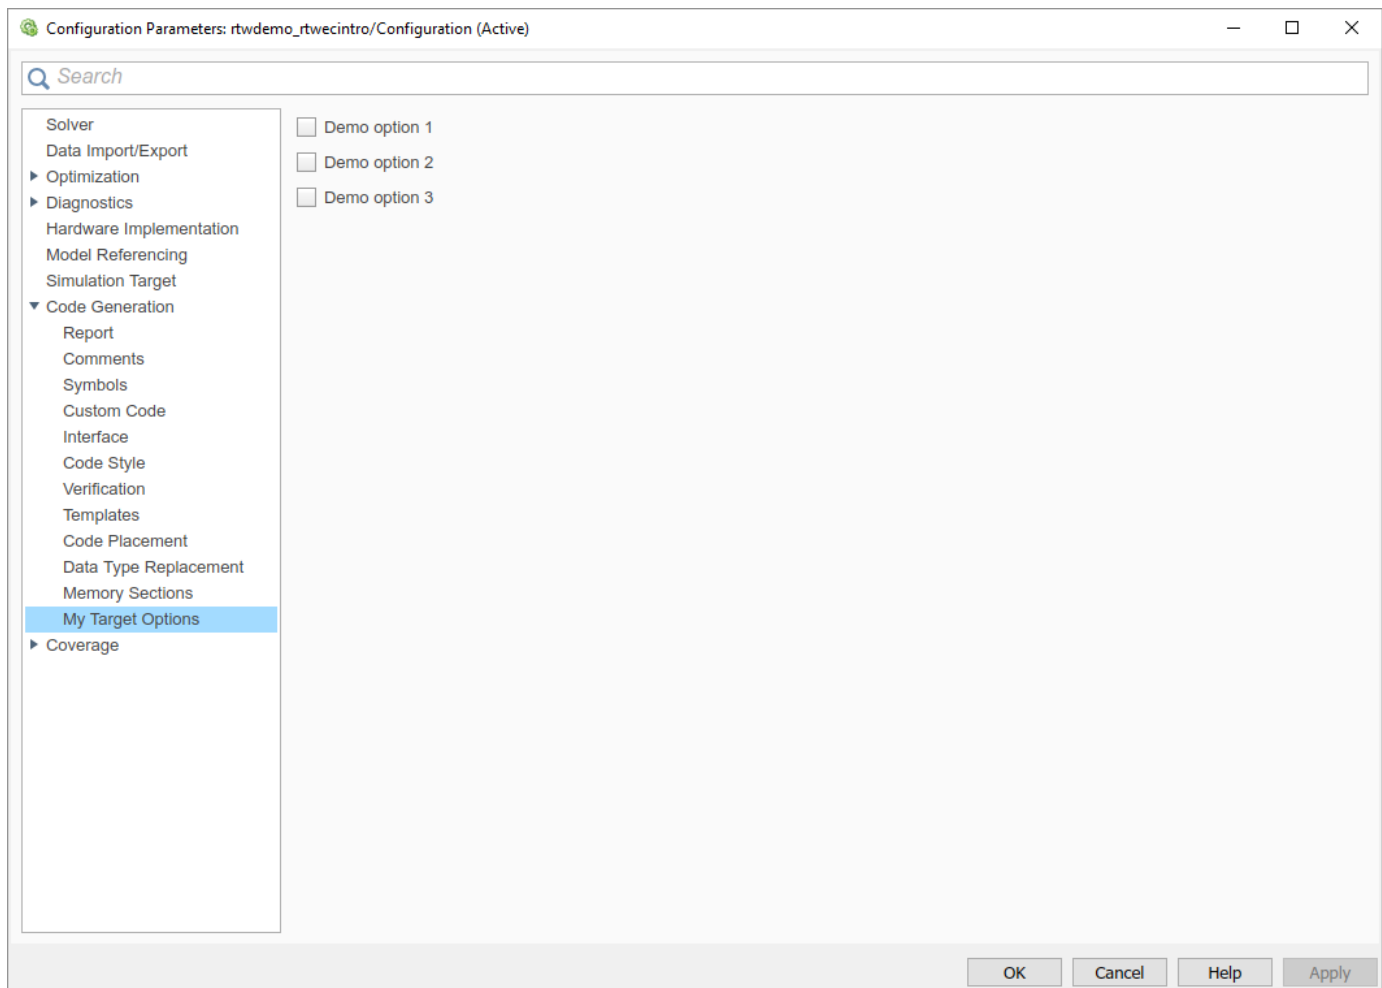 Configuration Parameters: rtwdemo_rtwecintro/Configuration (Active)
Search
Solver
Data Import/Export
Optimization
Diagnostics
Hardware Implementation
Model Referencing
Simulation Target
Code Generation
Report
Comments
Symbols
Custom Code
Interface
Code Style
Verification
Templates
Code Placement
Data Type Replacement
Memory Sections
My Target Options
Coverage
Demo option 1
Demo option 2
Demo option 3
OK Cancel Help Apply